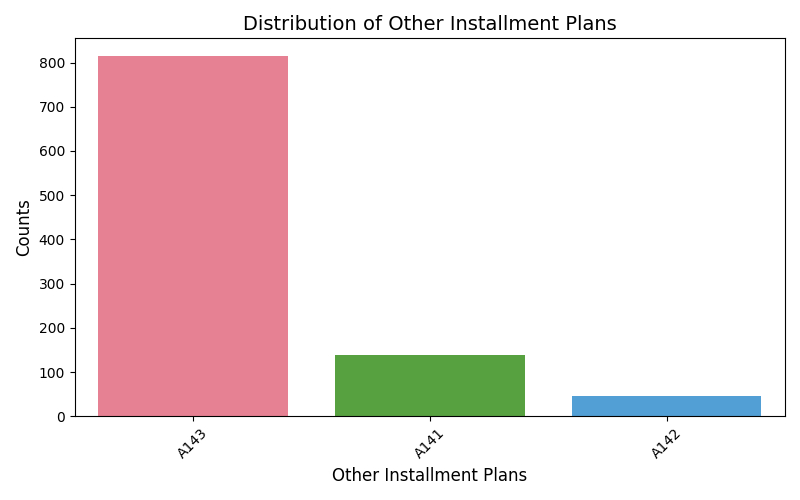 Distribution of Other Installment Plans
800
700
600
500
400
300
200
100
0
Counts
A143
A141
A142
Other Installment Plans